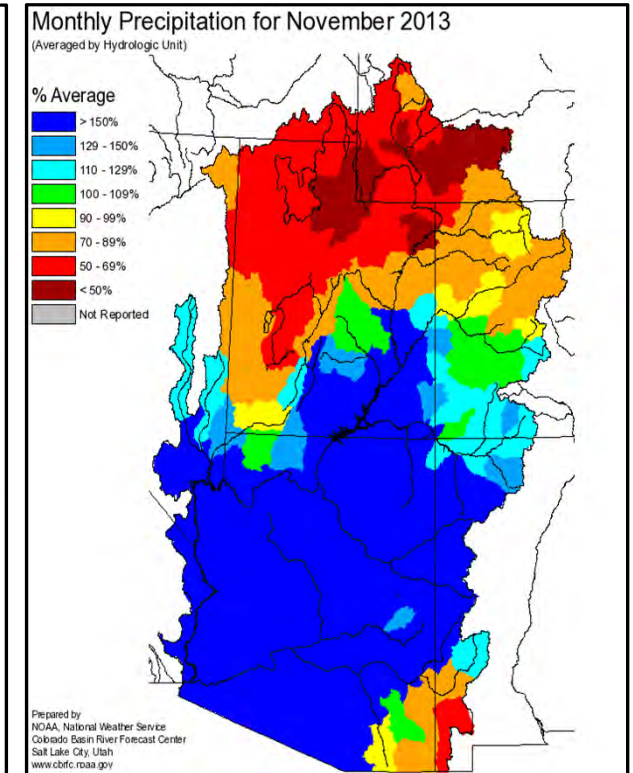 Monthly Precipitation for November 2013
(Averaged by Hydrologic Unit)
% Average
> 150%
129 - 150%
110 - 129%
100 - 109%
90 - 99%
70 - 89%
50 - 69%
< 50%
Not Reported
Prepared by
NOAA, National Weather Service
Colorado Basin River Forecast Center
Salt Lake City, Utah
www.cbrfc.noaa.gov